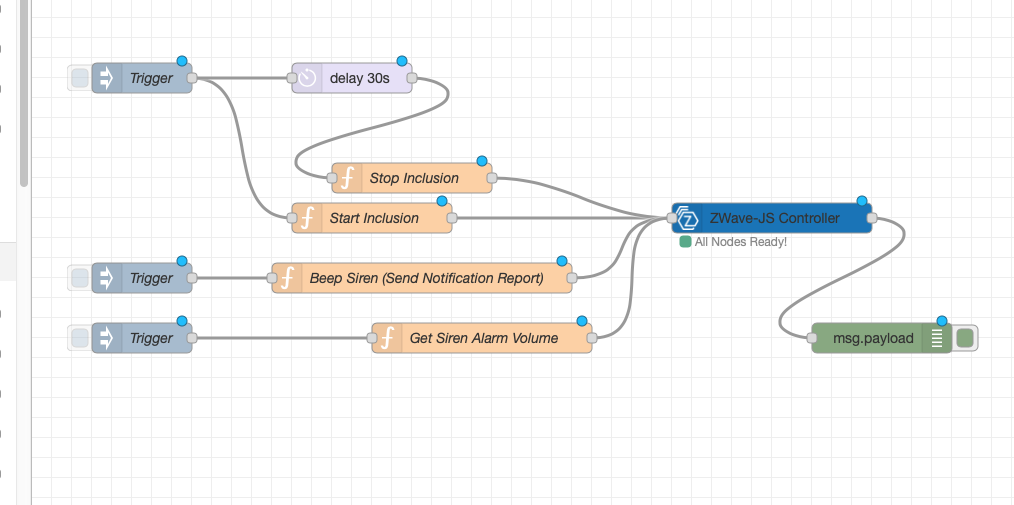 Trigger
delay 30s
Stop Inclusion
Start Inclusion
ZWave-JS Controller
All Nodes Ready!
Trigger
Beep Siren (Send Notification Report)
Trigger
Get Siren Alarm Volume
msg.payload